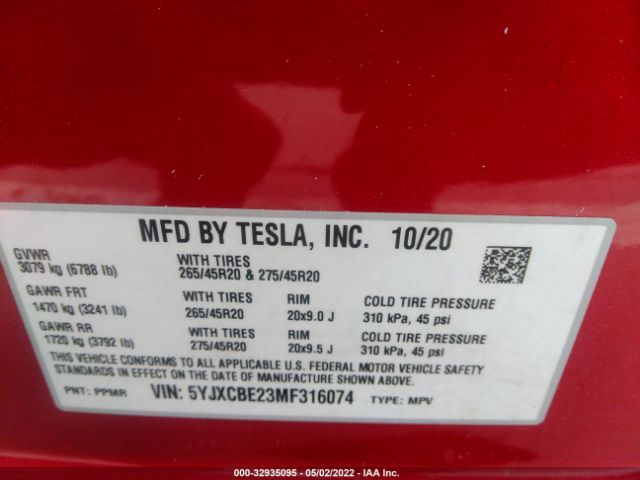 MFD BY TESLA, INC. 10/20
GVWR
3079 kg (6788 lb)
WITH TIRES
265/45R20 & 275/45R20
GAWR FRT
1470 kg (3241 lb)
WITH TIRES
265/45R20
RIM
20x9.0 J
COLD TIRE PRESSURE
310 kPa, 45 psi
GAWR RR
1720 kg (3792 lb)
WITH TIRES
275/45R20
RIM
20x9.5 J
COLD TIRE PRESSURE
310 kPa, 45 psi
THIS VEHICLE CONFORMS TO ALL APPLICABLE U.S. FEDERAL MOTOR VEHICLE SAFETY
STANDARDS IN EFFECT ON THE DATE OF MANUFACTURE SHOWN ABOVE.
PNT: PPMR VIN: 5YJXCBE23MF316074 TYPE: MPV
000-32935095 - 05/02/2022 - IAA Inc.